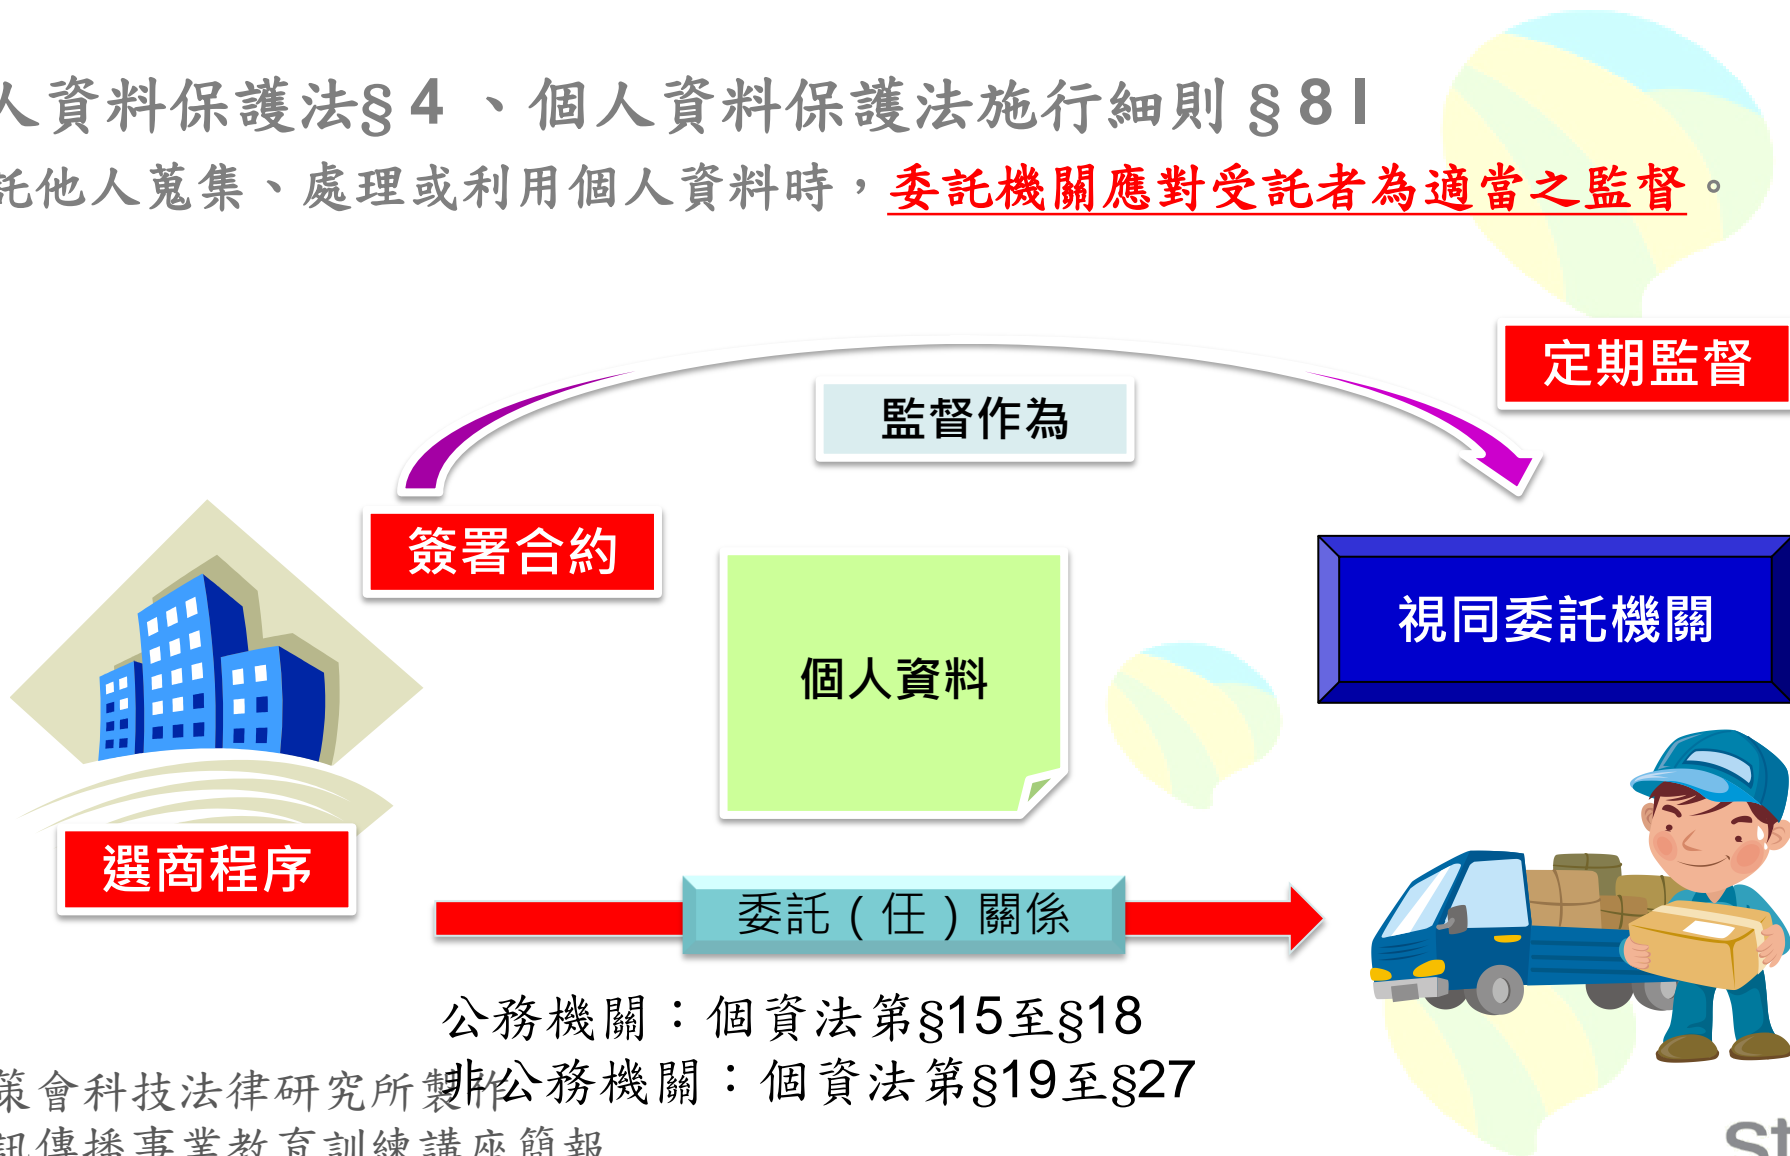 人資料保護法§4、個人資料保護法施行細則§8 I
託他人蒐集、處理或利用個人資料時，委託機關應對受託者為適當之監督。
定期監督
監督作為
簽署合約
視同委託機關
個人資料
選商程序
委託（任）關係
公務機關：個資法第§15至§18
非公務機關：個資法第§19至§27
策會科技法律研究所製作
訊傳播事業教育訓練講座簡報
st